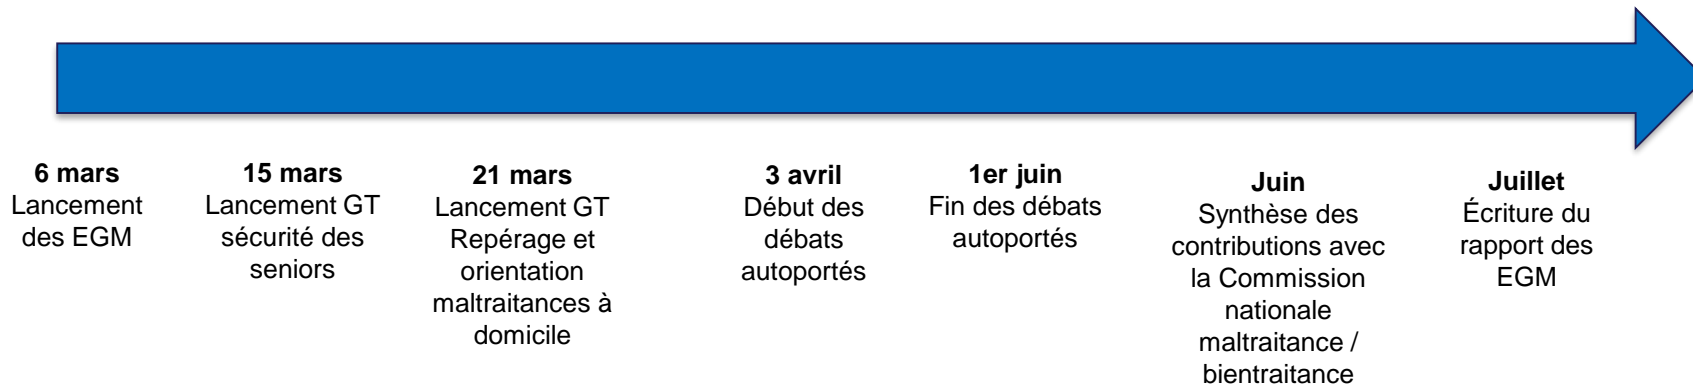 6 mars
Lancement
des EGM
15 mars
Lancement GT
sécurité des
seniors
21 mars
Lancement GT
Repérage et
orientation
maltraitances à
domicile
3 avril
Début des
débats
autoportés
1er juin
Fin des débats
autoportés
Juin
Synthèse des
contributions avec
la Commission
nationale
maltraitance /
bientraitance
Juillet
Écriture du
rapport des
EGM